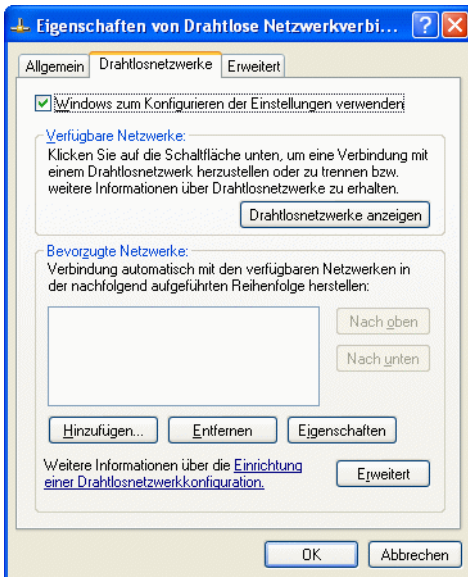 Eigenschaften von Drahtlose Netzwerkverbi...
Allgemein Drahtlosnetzwerke Erweitert
Windows zum Konfigurieren der Einstellungen verwenden
Verfügbare Netzwerke:
Klicken Sie auf die Schaltfläche unten, um eine Verbindung mit
einem Drahtlosnetzwerk herzustellen oder zu trennen bzw.
weitere Informationen über Drahtlosnetzwerke zu erhalten.
Drahtlosnetzwerke anzeigen
Bevorzugte Netzwerke:
Verbindung automatisch mit den verfügbaren Netzwerken in
der nachfolgend aufgeführten Reihenfolge herstellen:
Nach oben
Nach unten
Hinzufügen... Entfernen Eigenschaften
Weitere Informationen über die Einrichtung
einer Drahtlosnetzwerkkonfiguration.
Erweitert
OK Abbrechen